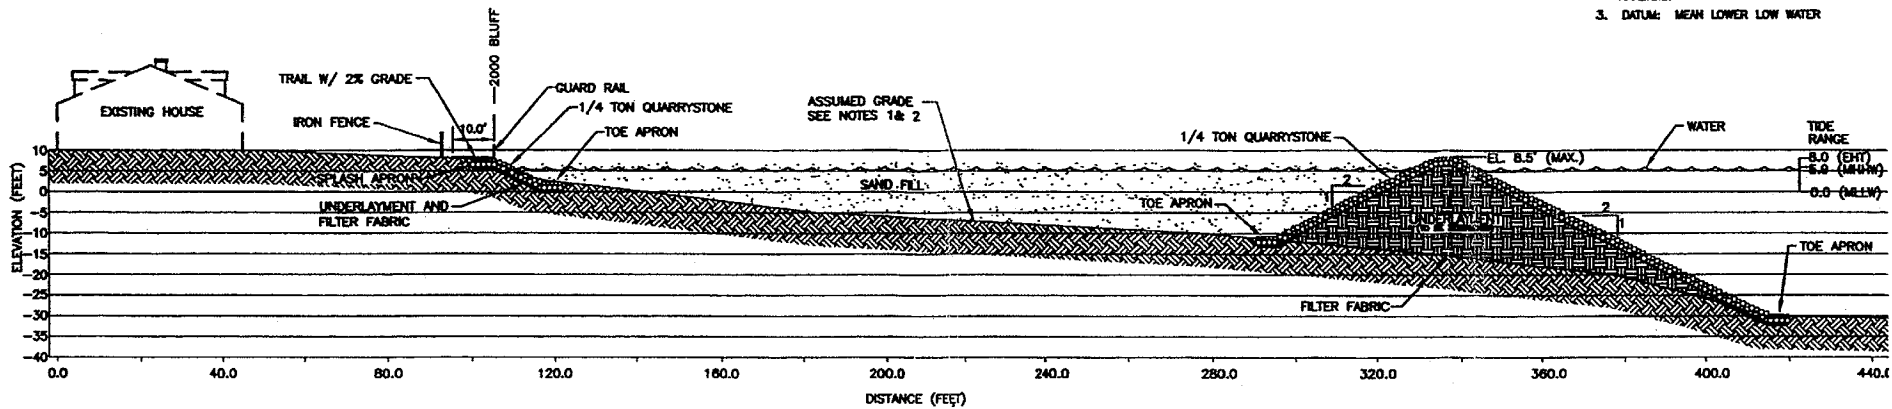 3. DATUM: MEAN LOWER LOW WATER
2000 BLUFF
TRAIL W/ 2% GRADE
GUARD RAIL
1/4 TON QUARRYSTONE
TOE APRON
EXISTING HOUSE
IRON FENCE
10.0'
ASSUMED GRADE
SEE NOTES 1& 2
1/4 TON QUARRYSTONE
WATER
TIDE
RANGE
8.0 (EHT)
0.0 (MLLW)
EL. 8.5' (MAX.)
SPLASH APRON
SAND FILL
UNDERLAYMENT AND
FILTER FABRIC
TOE APRON
2
1
2
1
TOE APRON
FILTER FABRIC
ELEVATION (FEET)
10
5
0
-5
-10
-15
-20
-25
-30
-35
-40
0.0 40.0 80.0 120.0 160.0 200.0 240.0 280.0 320.0 360.0 400.0 440.0
DISTANCE (FEET)